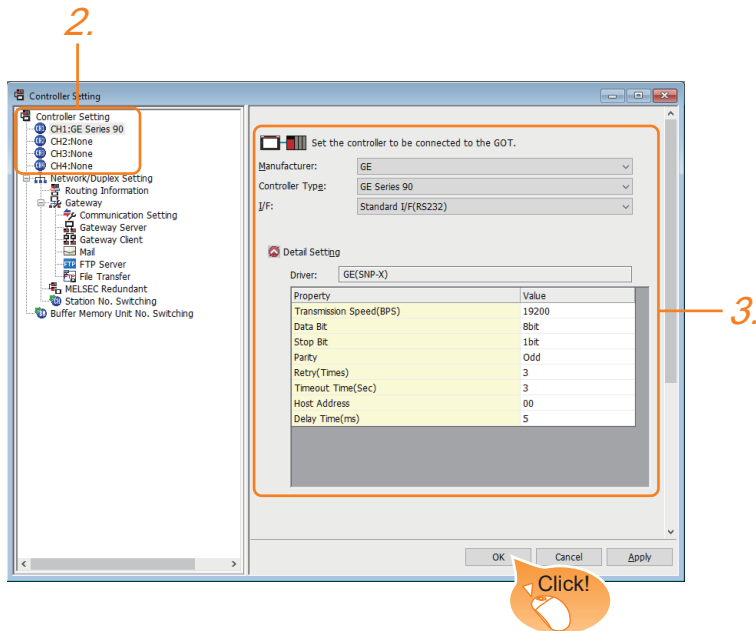 2.
Controller Setting
Controller Setting
CH1:GE Series 90
CH2:None
CH3:None
CH4:None
Network/Duplex Setting
Routing Information
Gateway
Communication Setting
Gateway Server
Gateway Client
Mail
FTP Server
File Transfer
MELSEC Redundant
Station No. Switching
Buffer Memory Unit No. Switching
Set the controller to be connected to the GOT.
Manufacturer: GE
Controller Type: GE Series 90
I/F: Standard I/F(RS232)
Detail Setting
Driver: GE(SNP-X)
Property Value
Transmission Speed(BPS) 19200
Data Bit 8bit
Stop Bit 1bit
Parity Odd
Retry(Times) 3
Timeout Time(Sec) 3
Host Address 00
Delay Time(ms) 5
3.
OK Cancel Apply
Click!